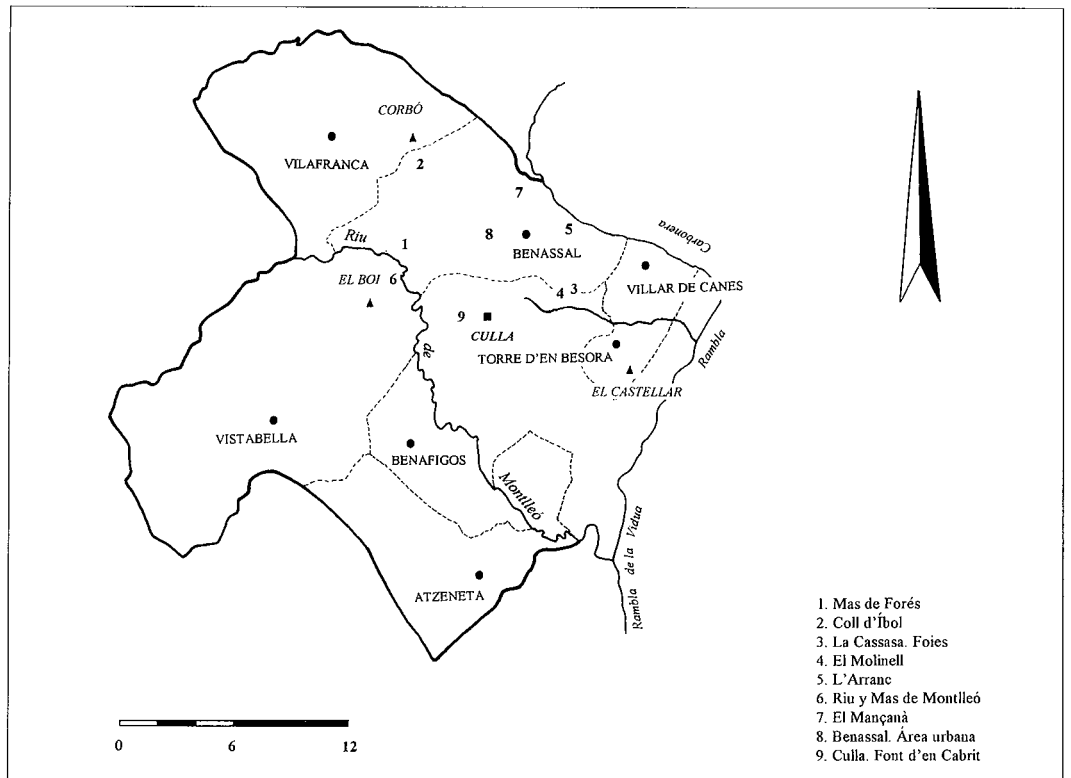 CORBÓ
VILAFRANCA
2
7
5
Carbonera
8
BENASSAL
Riu
1
EL BOI
6
4
3
VILLAR DE CANES
9
CULLA
de
TORRE D'EN BESORA
Rambla
EL CASTELLAR
VISTABELLA
BENAFIGOS
Montlleó
Rambla de la Vidua
ATZENETA
1. Mas de Forés
2. Coll d'Íbol
3. La Cassasa. Foies
4. El Molinell
5. L'Arranc
6. Riu y Mas de Montlleó
7. El Mançanà
8. Benassal. Área urbana
9. Culla. Font d'en Cabrit
0 6 12